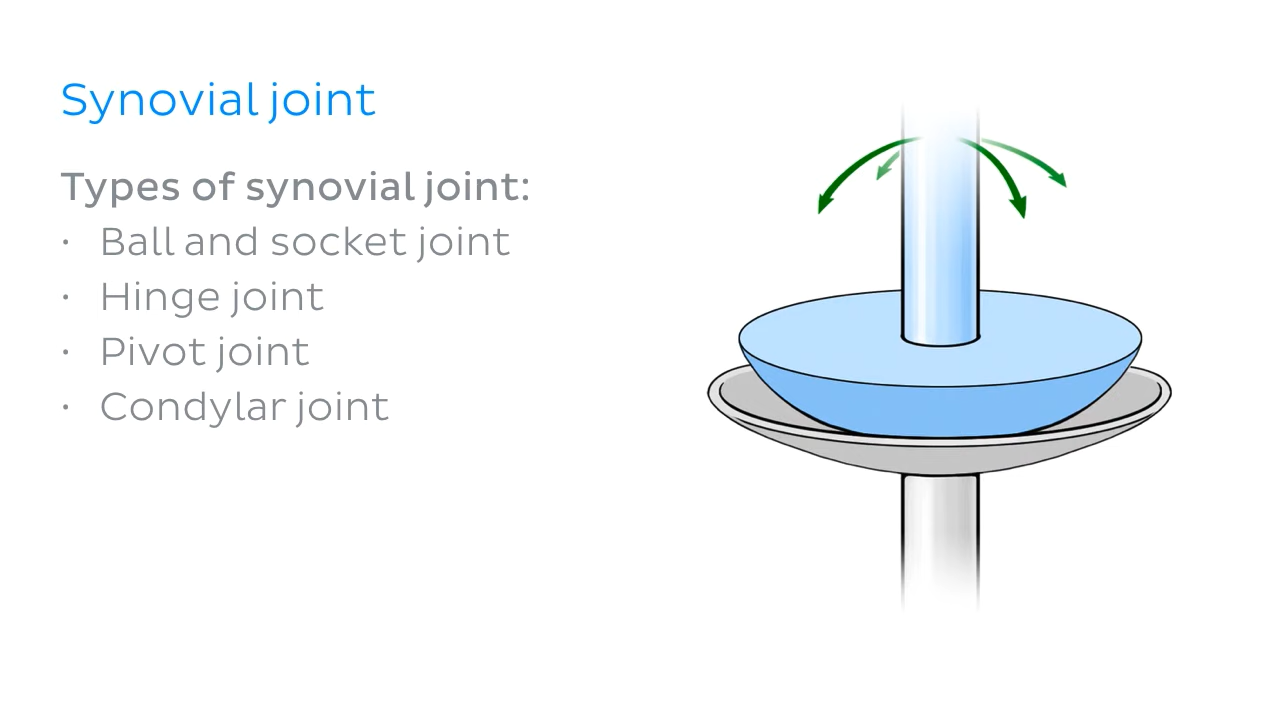 Synovial joint
Types of synovial joint:
• Ball and socket joint
• Hinge joint
• Pivot joint
• Condylar joint